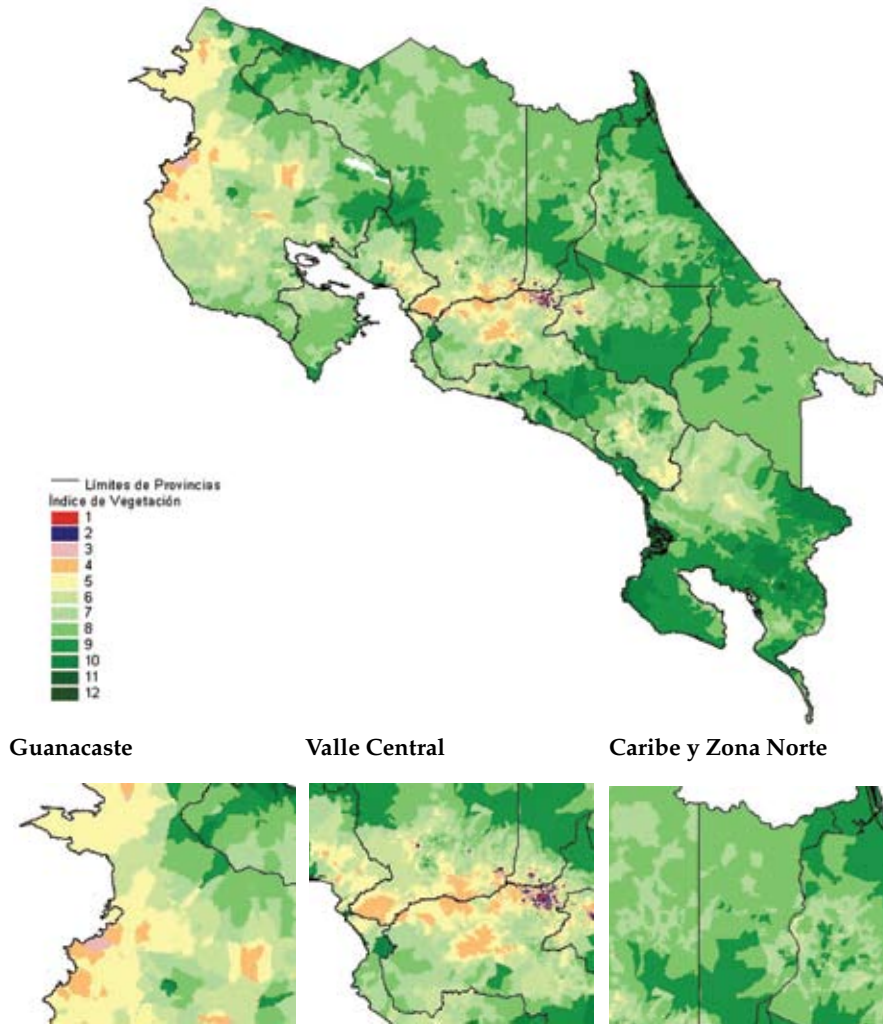 Límites de Provincias
Índice de Vegetación
1
2
3
4
5
6
7
8
9
10
11
12
Guanacaste
Valle Central
Caribe y Zona Norte